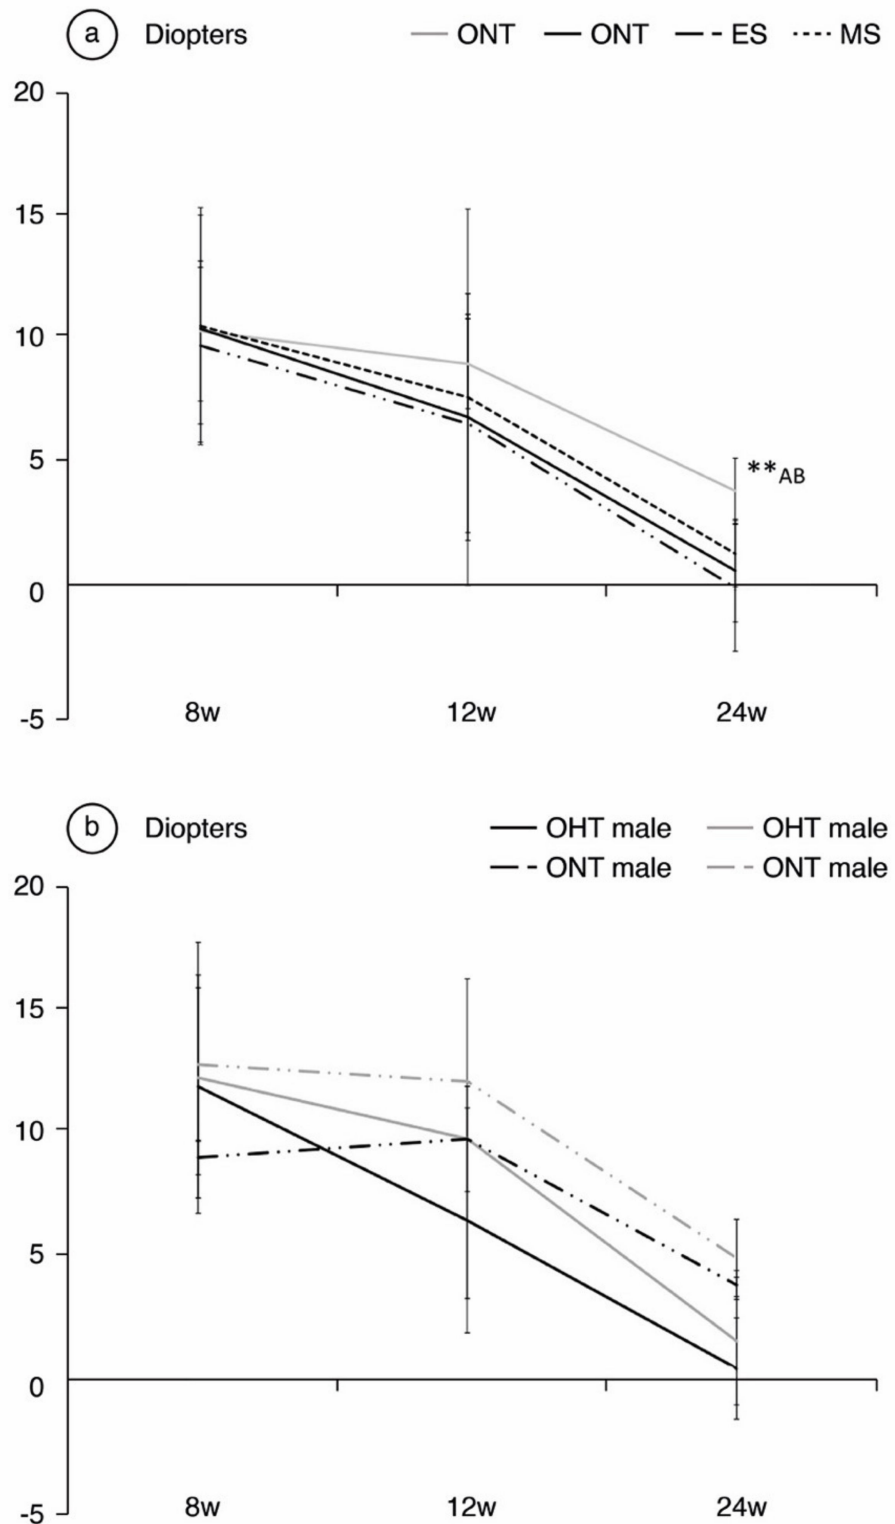 a Diopters ONT ONT ES MS
20
15
10
5
**AB
0
-5
8w 12w 24w
b Diopters OHT male OHT male
ONT male ONT male
20
15
10
5
0
-5
8w 12w 24w